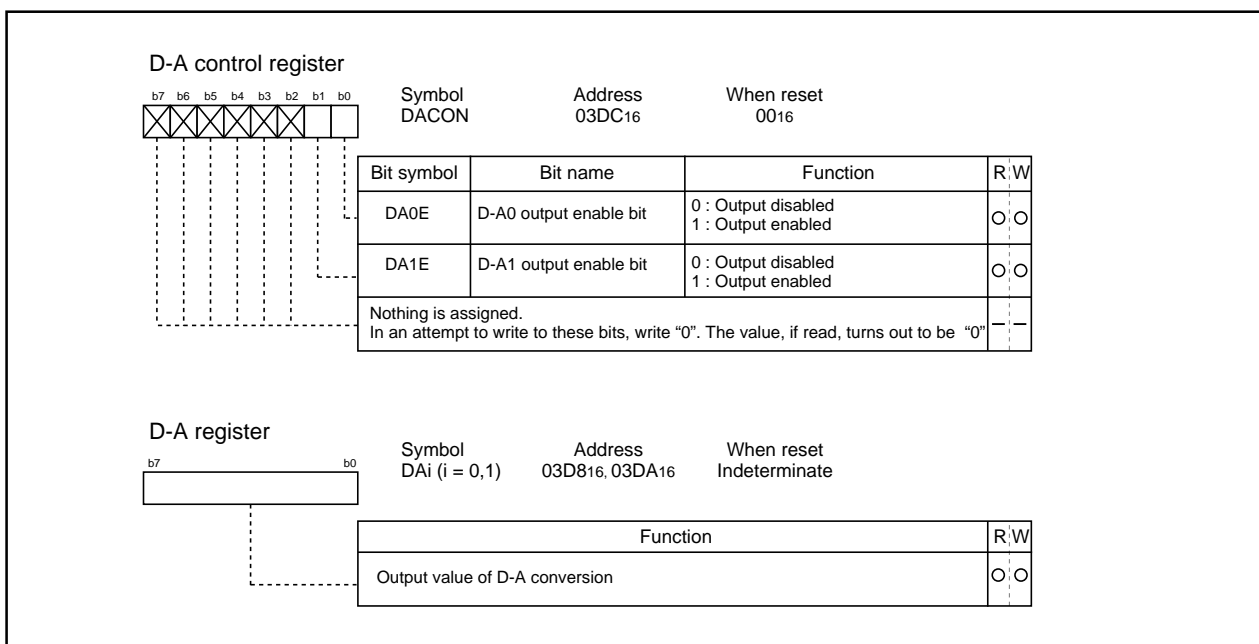 D-A control register
b7 b6 b5 b4 b3 b2 b1 b0
Symbol Address When reset
DACON 03DC16 0016
Bit symbol Bit name Function R W
DA0E D-A0 output enable bit 0 : Output disabled
1 : Output enabled
DA1E D-A1 output enable bit 0 : Output disabled
1 : Output enabled
Nothing is assigned.
In an attempt to write to these bits, write “0”. The value, if read, turns out to be “0”
D-A register
b7 b0
Symbol Address When reset
DAi (i = 0,1) 03D816, 03DA16 Indeterminate
Function R W
Output value of D-A conversion